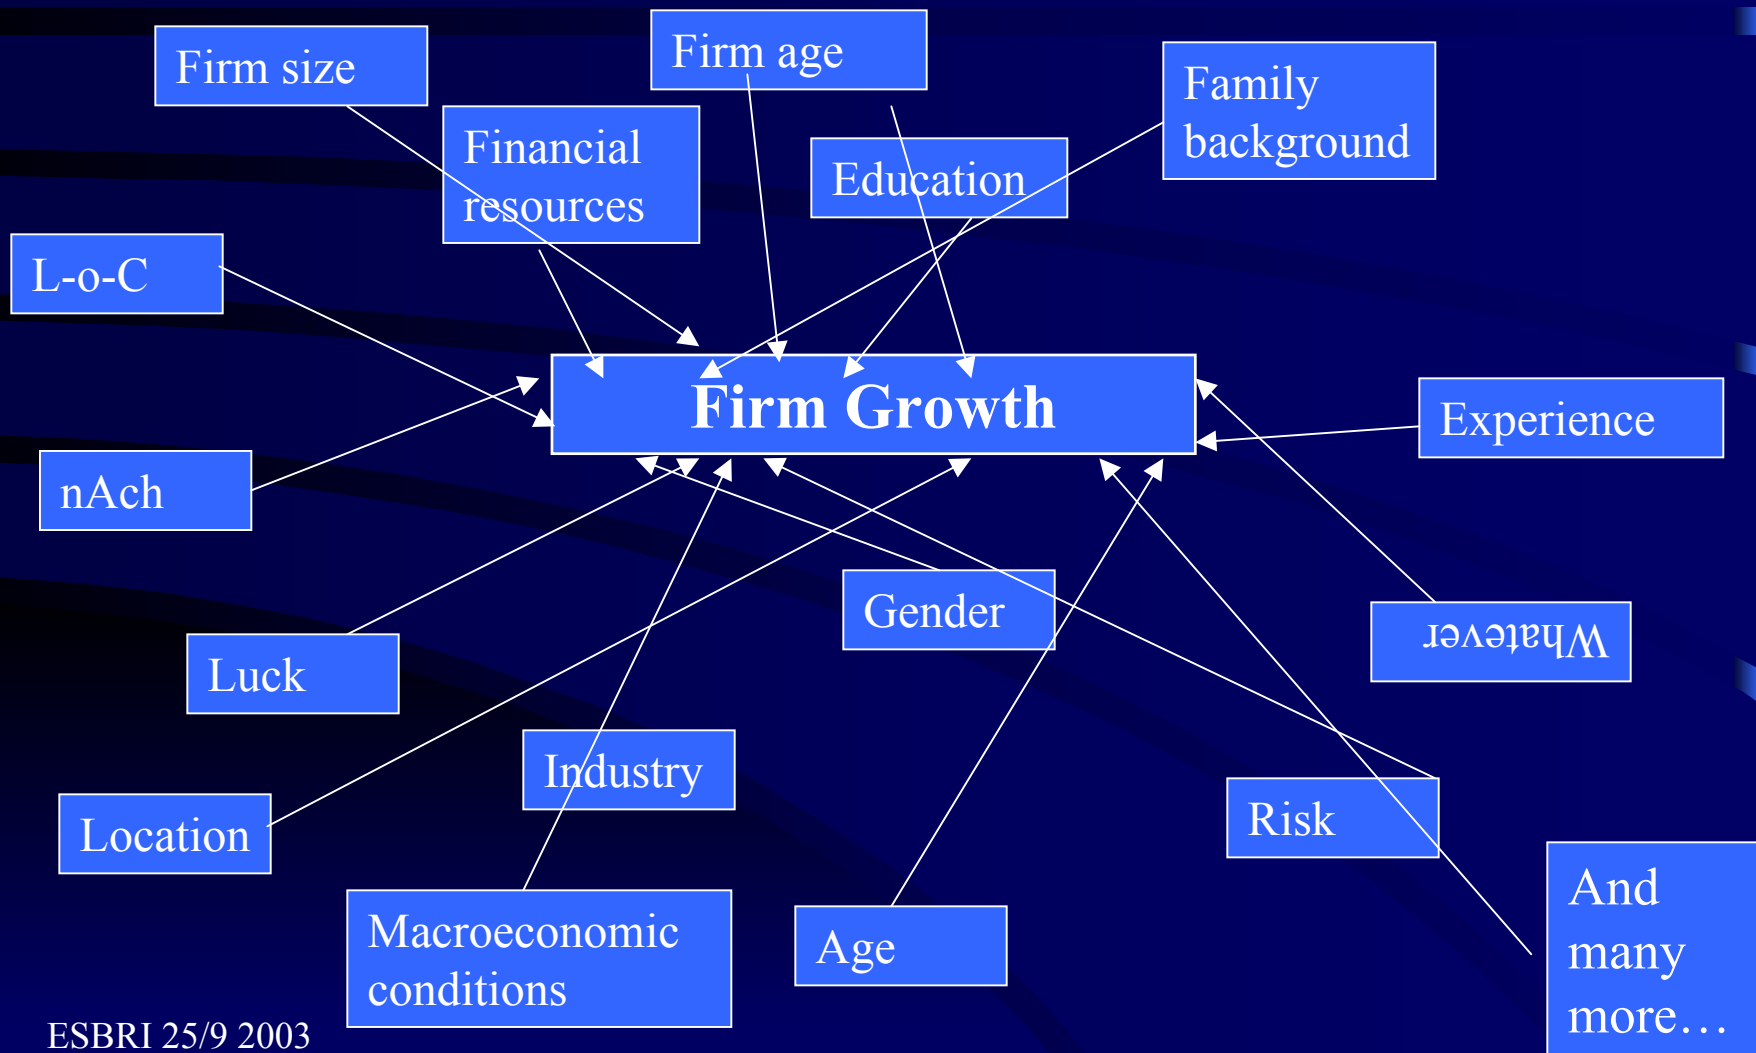 Firm size
Firm age
Family
background
Financial
resources
Education
L-o-C
Firm Growth
Experience
nAch
Gender
Whatever
Luck
Industry
Risk
Location
And
many
more…
Macroeconomic
conditions
Age
ESBRI 25/9 2003